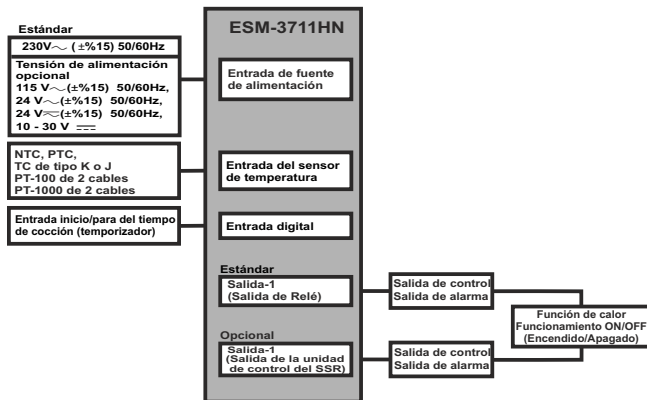 ESM-3711HN
Estándar
230V～ ( ±%15) 50/60Hz
Tensión de alimentación
opcional
115 V～(±%15) 50/60Hz,
24 V～(±%15) 50/60Hz,
24 V⏦(±%15) 50/60Hz,
10 - 30 V ⎓
Entrada de fuente
de alimentación
NTC, PTC,
TC de tipo K o J
PT-100 de 2 cables
PT-1000 de 2 cables
Entrada del sensor
de temperatura
Entrada inicio/para del tiempo
de cocción (temporizador)
Entrada digital
Estándar
Salida-1
(Salida de Relé)
Salida de control
Salida de alarma
Función de calor
Funcionamiento ON/OFF
(Encendido/Apagado)
Opcional
Salida-1
(Salida de la unidad
de control del SSR)
Salida de control
Salida de alarma